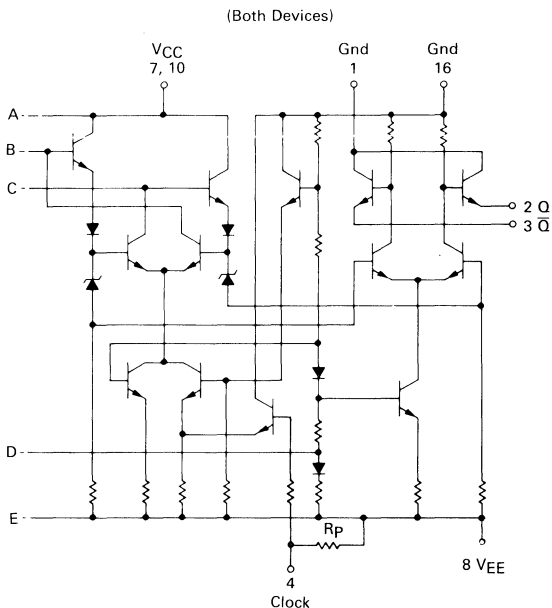 (Both Devices)
VCC
7, 10
Gnd
1
Gnd
16
A
B
C
2 Q
3 Q̅
D
E
RP
8 VEE
4
Clock